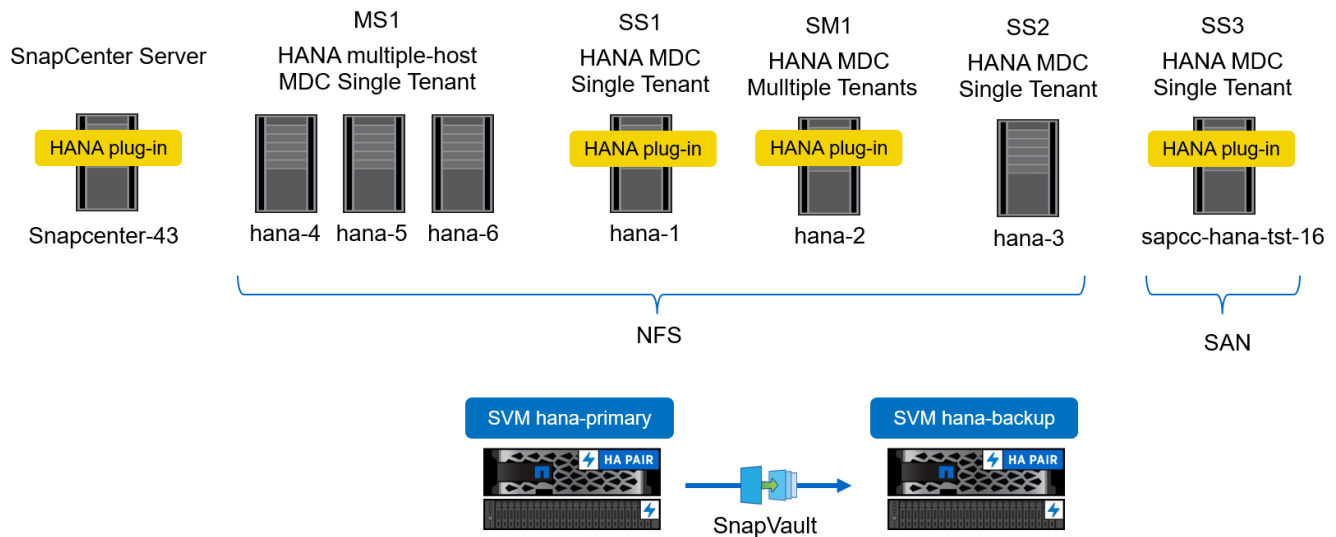 SnapCenter Server
HANA plug-in
Snapcenter-43
MS1
HANA multiple-host
MDC Single Tenant
hana-4
hana-5
hana-6
SS1
HANA MDC
Single Tenant
HANA plug-in
hana-1
SM1
HANA MDC
Mulltiple Tenants
HANA plug-in
hana-2
SS2
HANA MDC
Single Tenant
hana-3
SS3
HANA MDC
Single Tenant
HANA plug-in
sapcc-hana-tst-16
NFS
SAN
SVM hana-primary
HA PAIR
SnapVault
SVM hana-backup
HA PAIR